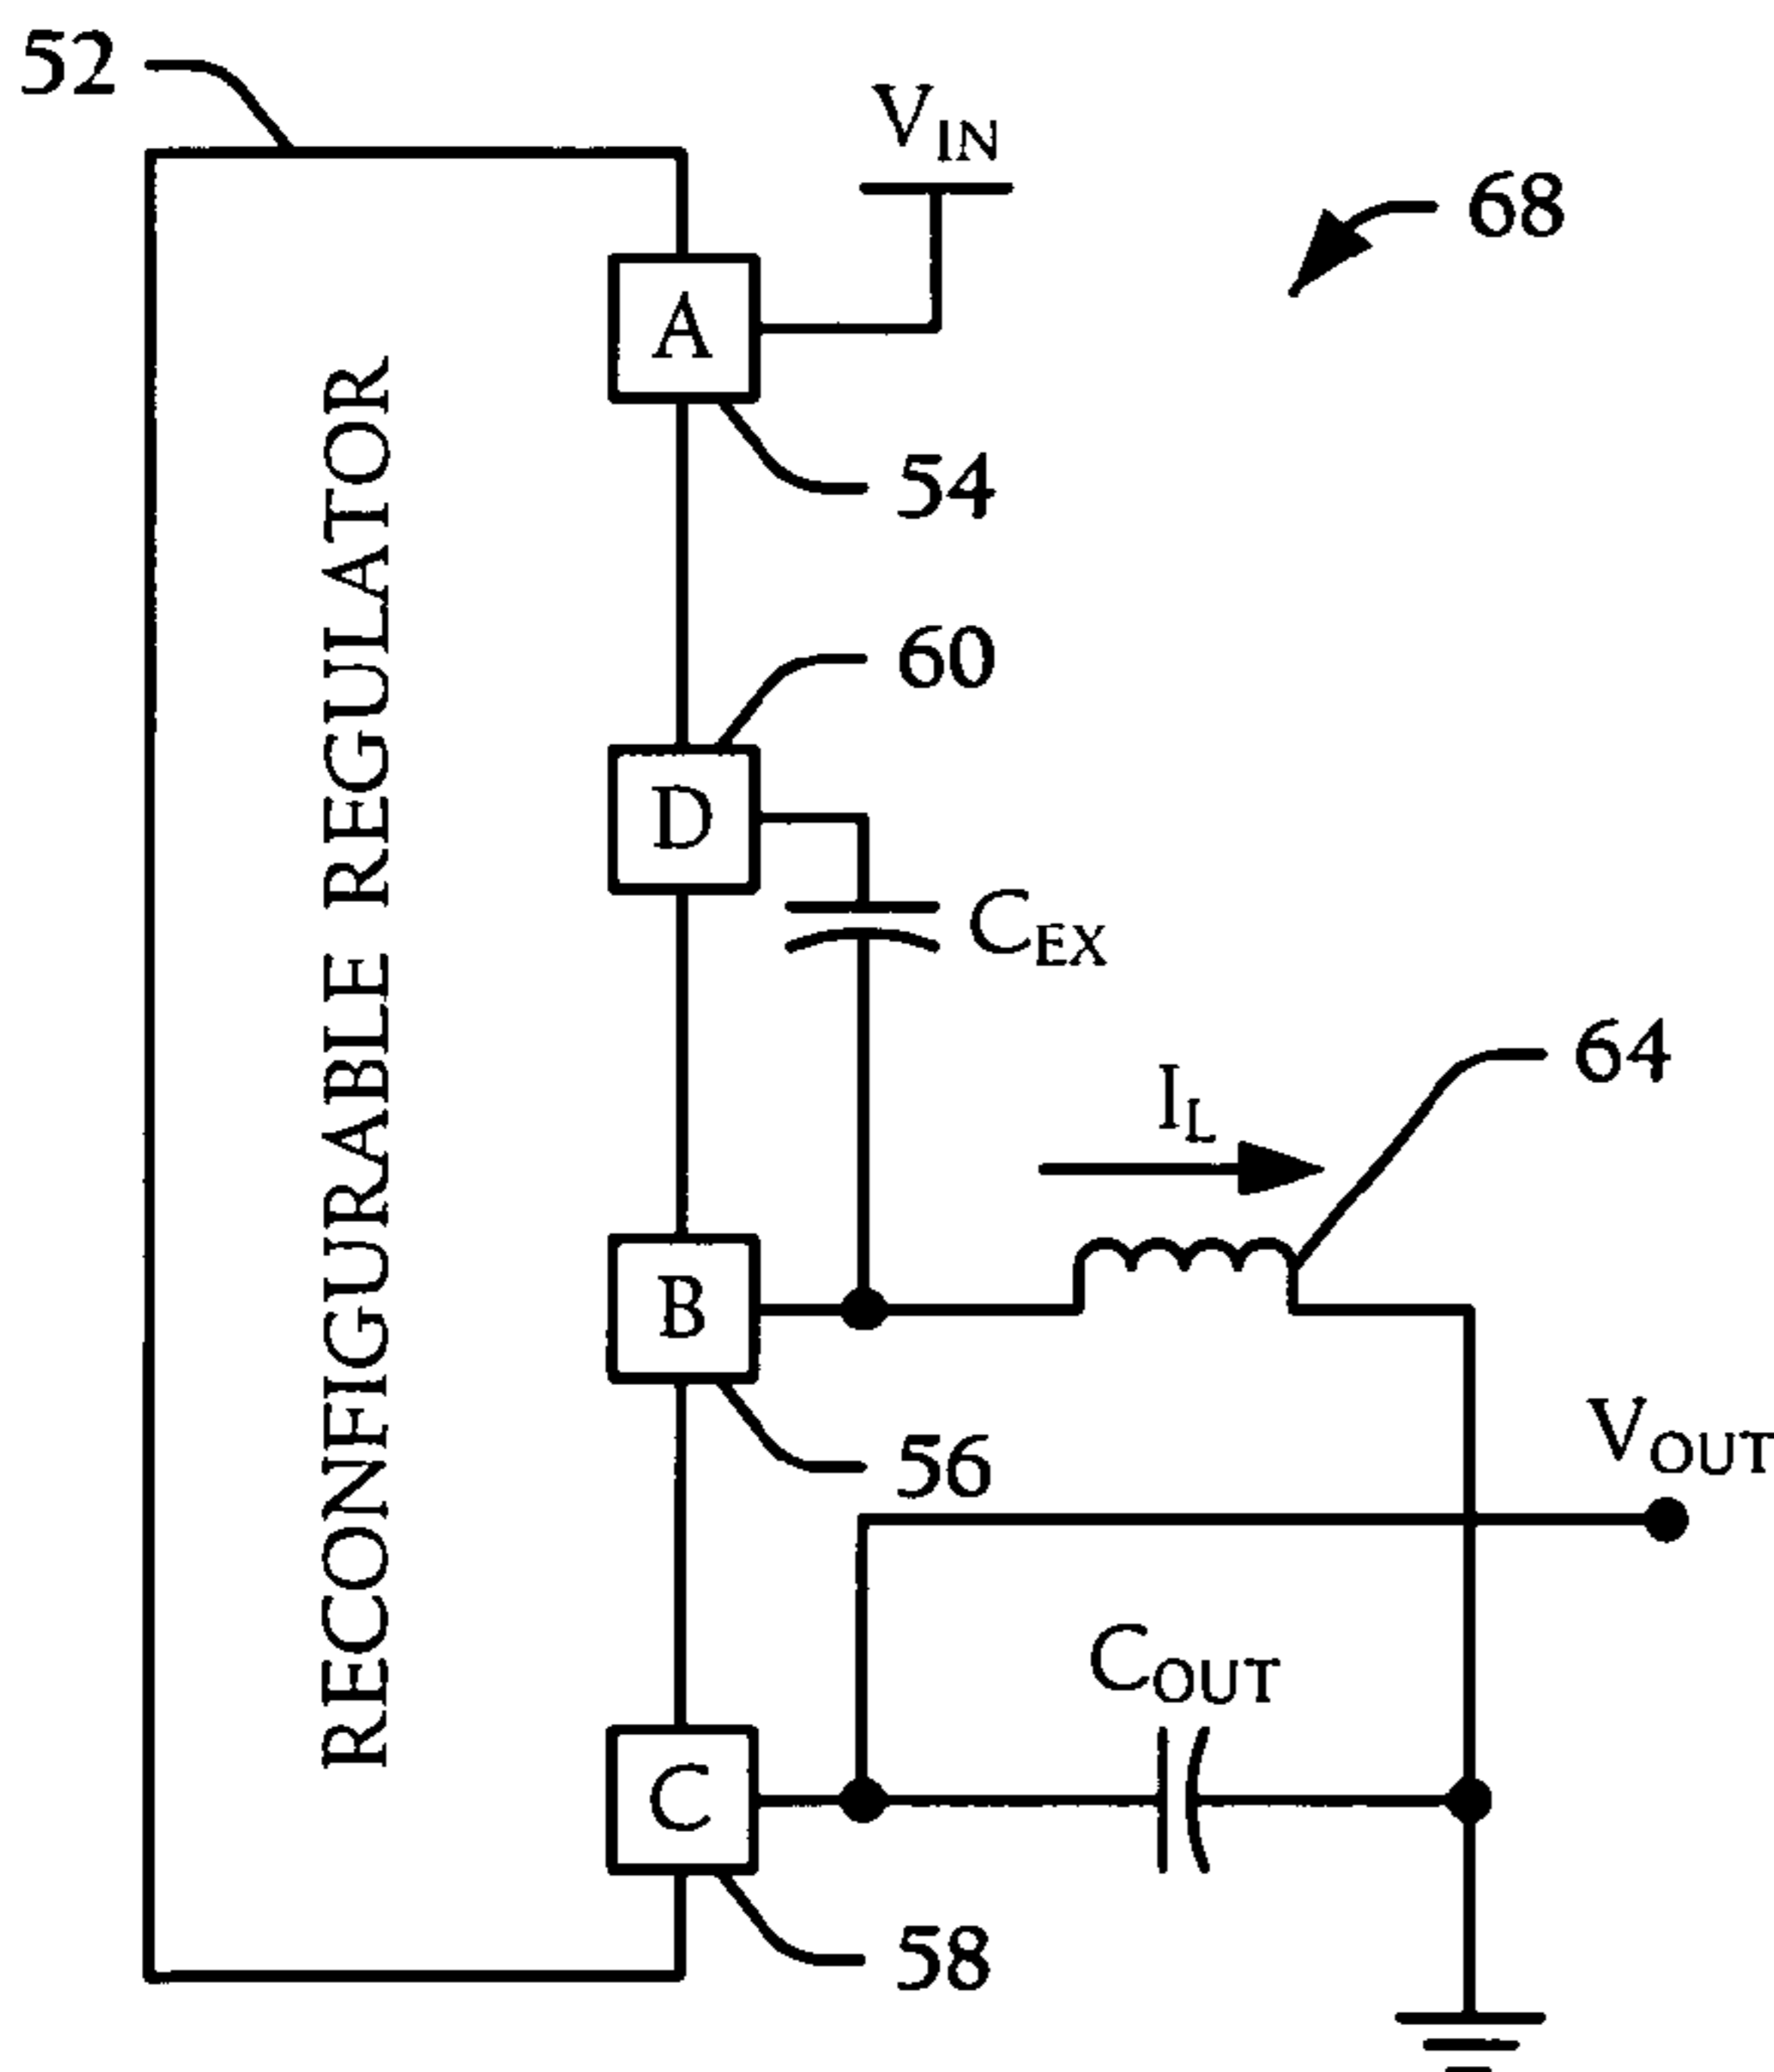 52
V_IN
68
A
54
RECONFIGURABLE REGULATOR
60
D
C_EX
64
I_L
B
56
V_OUT
C_OUT
C
58